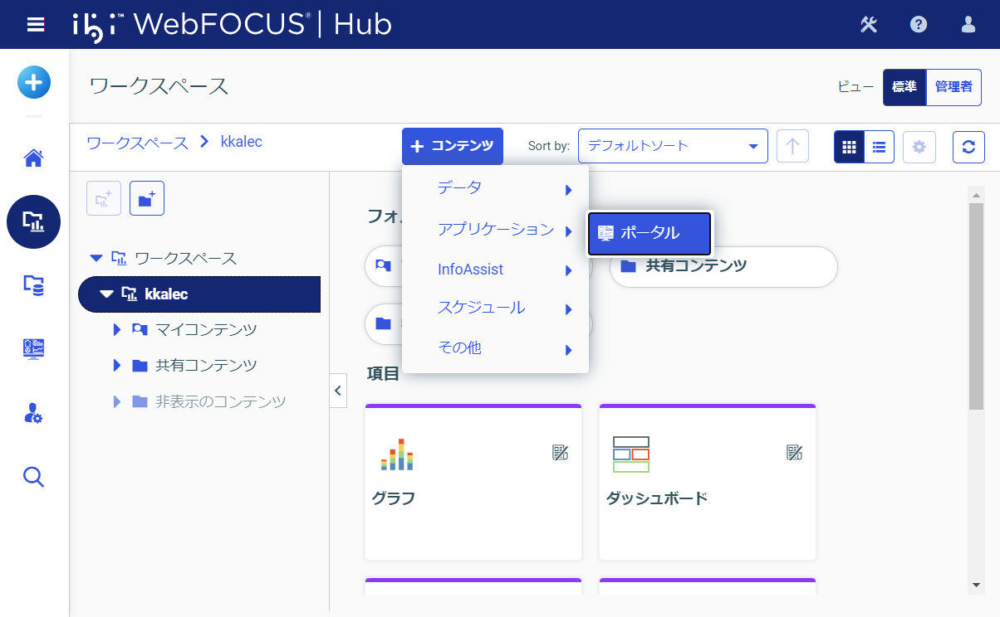 ibi™ WebFOCUS® | Hub
ワークスペース
ビュー 標準 管理者
ワークスペース kkalec
+ コンテンツ
Sort by: デフォルトソート
データ
アプリケーション
ポータル
InfoAssist
スケジュール
その他
ワークスペース
kkalec
マイコンテンツ
共有コンテンツ
非表示のコンテンツ
フォ
共有コンテンツ
項目
グラフ
ダッシュボード